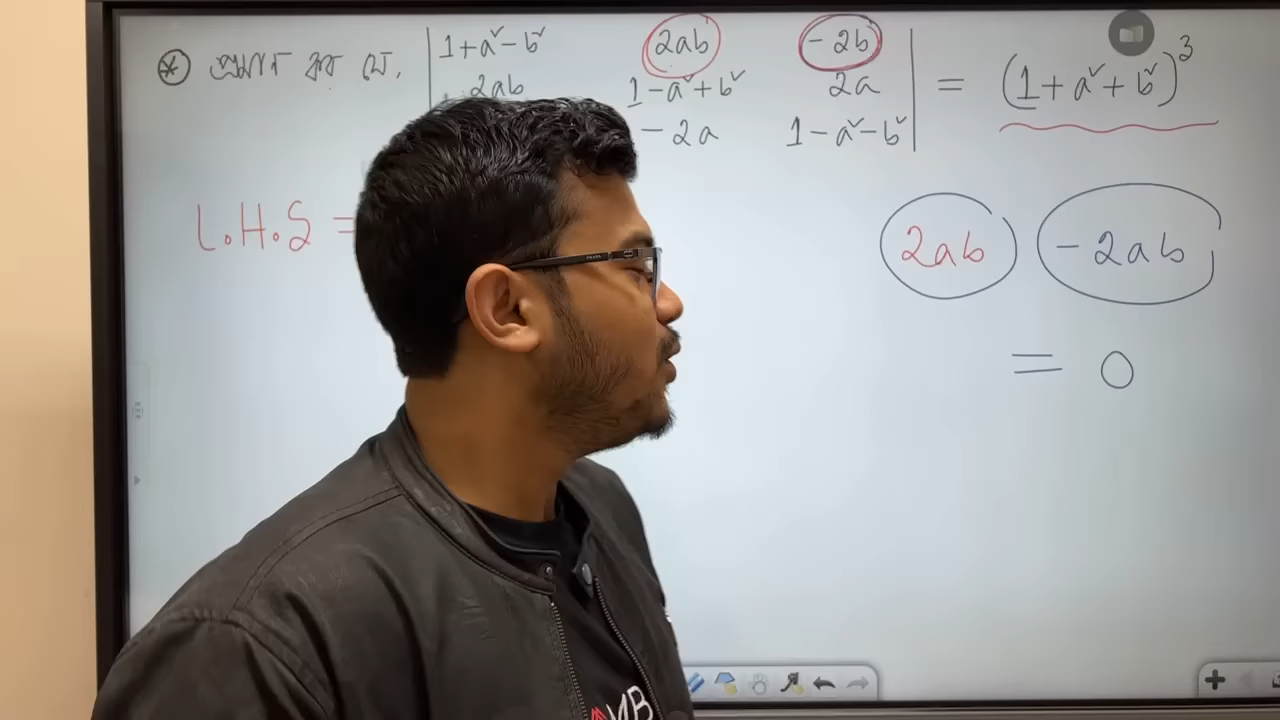 * প্রমাণ কর যে, | 1+a²-b² 2ab -2b | = (1+a²+b²)³
2ab 1-a²+b² 2a
-2a 1-a²-b²
L.H.S =
2ab -2ab
= 0